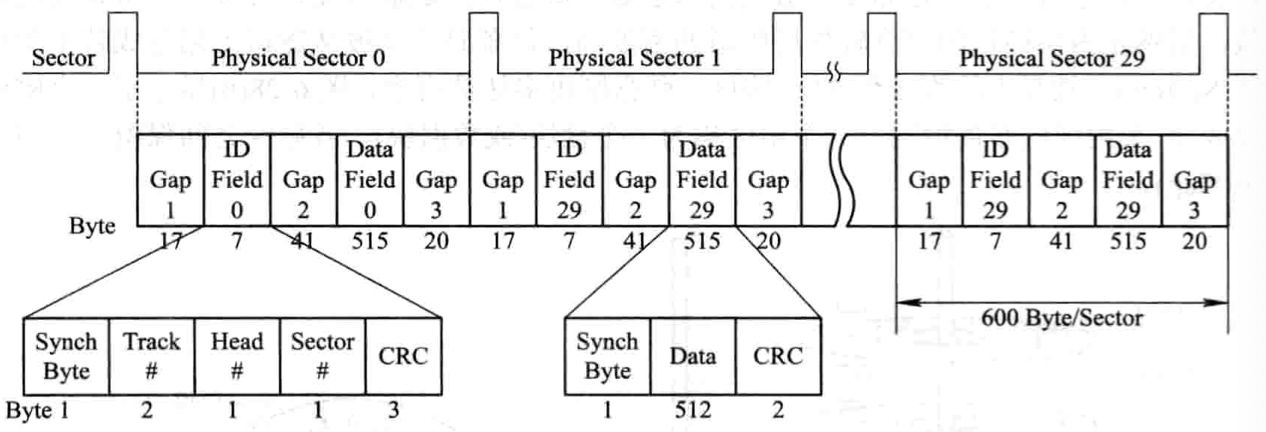 Sector Physical Sector 0 Physical Sector 1 Physical Sector 29
ID Data ID Data ID Data
Gap Field Gap Field Gap Gap Field Gap Field Gap Gap Field Gap Field Gap
1 0 2 0 3 1 29 2 29 3 1 29 2 29 3
Byte
17 7 41 515 20 17 7 41 515 20 17 7 41 515 20
600 Byte/Sector
Synch Track Head Sector CRC Synch Data CRC
Byte # # # Byte
Byte 1 2 1 1 3 1 512 2